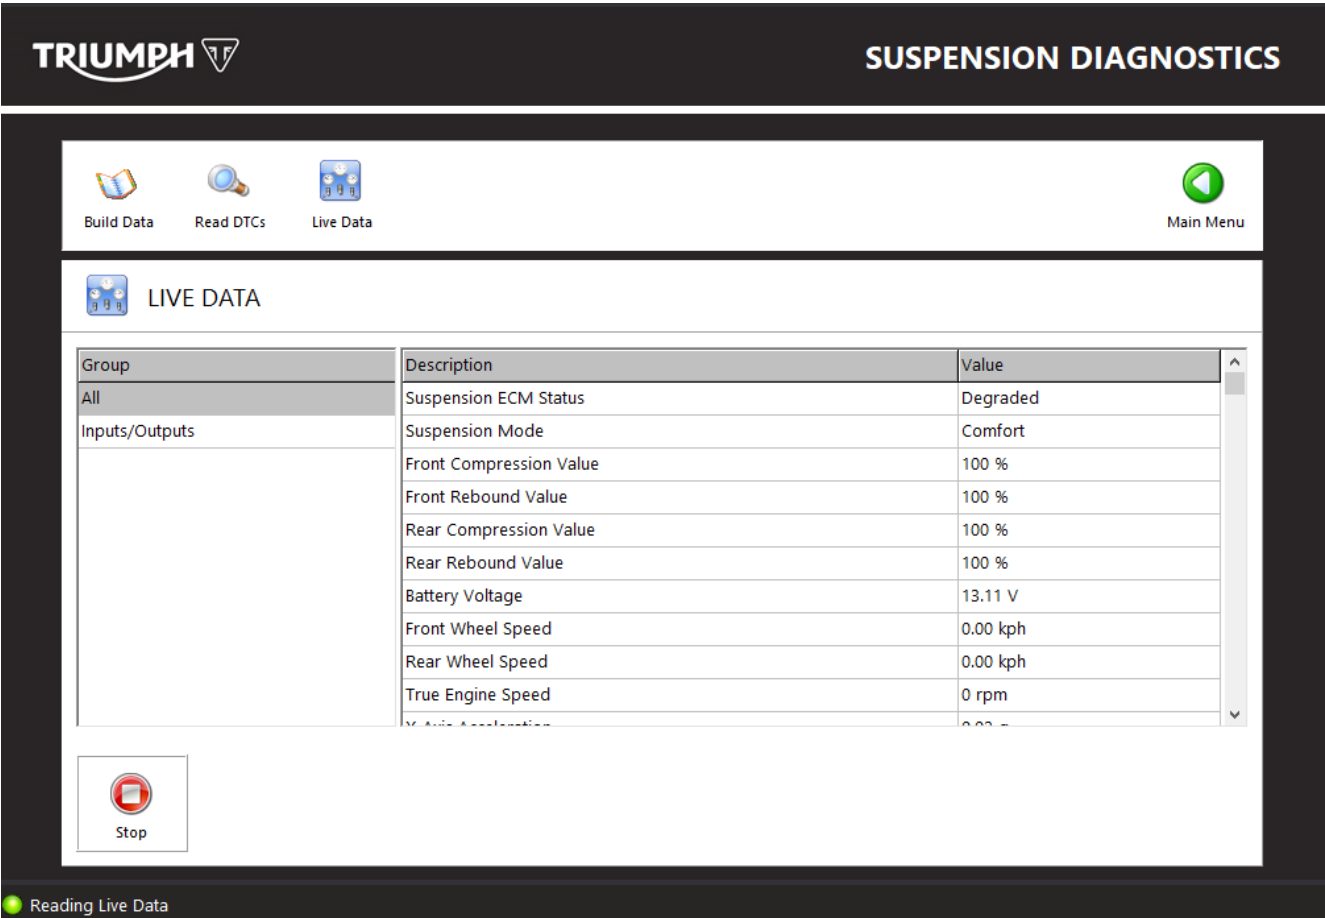 TRIUMPH
SUSPENSION DIAGNOSTICS
Build Data Read DTCs Live Data Main Menu
LIVE DATA
Group Description Value
All Suspension ECM Status Degraded
Inputs/Outputs Suspension Mode Comfort
Front Compression Value 100 %
Front Rebound Value 100 %
Rear Compression Value 100 %
Rear Rebound Value 100 %
Battery Voltage 13.11 V
Front Wheel Speed 0.00 kph
Rear Wheel Speed 0.00 kph
True Engine Speed 0 rpm
Stop
Reading Live Data